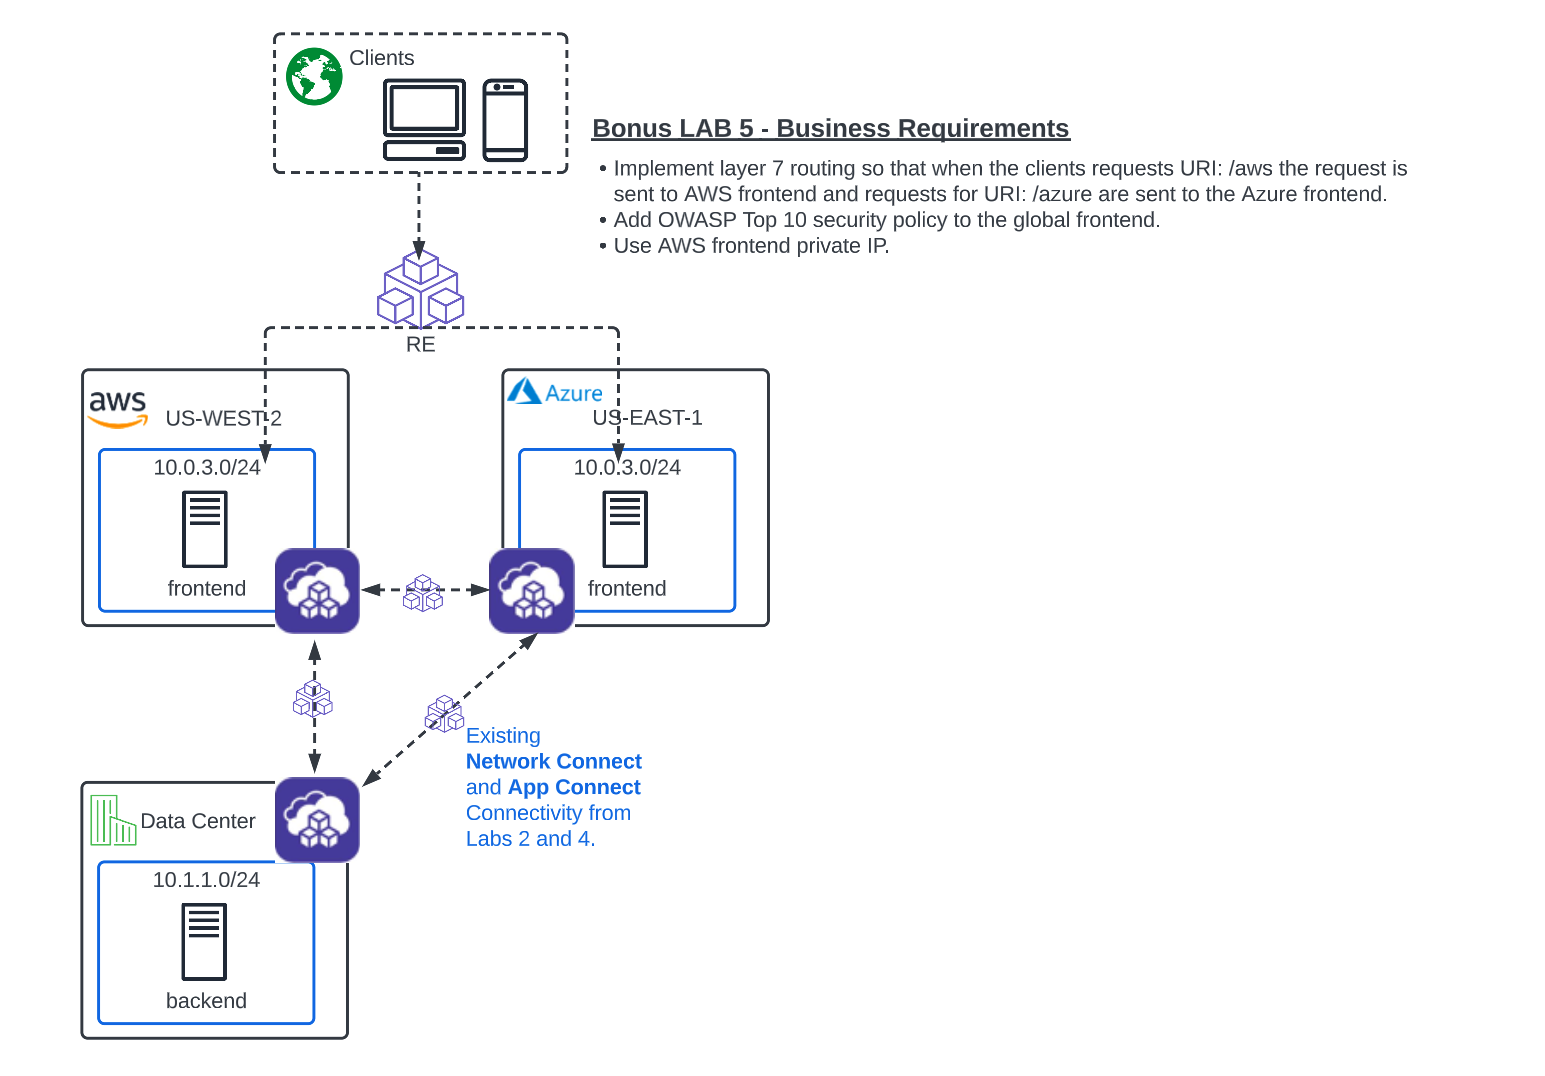 Clients
Bonus LAB 5 - Business Requirements
• Implement layer 7 routing so that when the clients requests URI: /aws the request is
sent to AWS frontend and requests for URI: /azure are sent to the Azure frontend.
• Add OWASP Top 10 security policy to the global frontend.
• Use AWS frontend private IP.
RE
aws
US-WEST-2
Azure
US-EAST-1
10.0.3.0/24
frontend
10.0.3.0/24
frontend
Existing
Network Connect
and App Connect
Connectivity from
Labs 2 and 4.
Data Center
10.1.1.0/24
backend